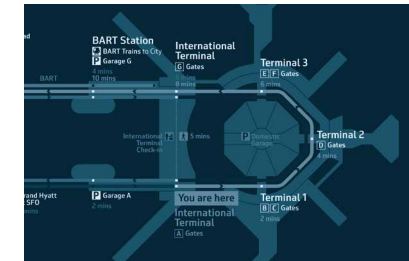 BART Station
BART Trains to City
P Garage G
4 mins
10 mins
BART
International
Terminal
G Gates
8 mins
Terminal 3
E F Gates
6 mins
International
Terminal
Check-in
5 mins
P Domestic
Garage
Terminal 2
D Gates
4 mins
rand Hyatt
SFO
mins
P Garage A
2 mins
You are here
International
Terminal
A Gates
Terminal 1
B C Gates
2 mins